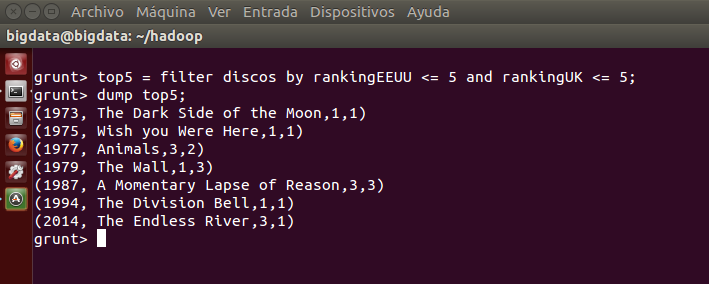 Archivo Máquina Ver Entrada Dispositivos Ayuda
bigdata@bigdata: ~/hadoop
grunt> top5 = filter discos by rankingEEUU <= 5 and rankingUK <= 5;
grunt> dump top5;
(1973, The Dark Side of the Moon,1,1)
(1975, Wish you Were Here,1,1)
(1977, Animals,3,2)
(1979, The Wall,1,3)
(1987, A Momentary Lapse of Reason,3,3)
(1994, The Division Bell,1,1)
(2014, The Endless River,3,1)
grunt>